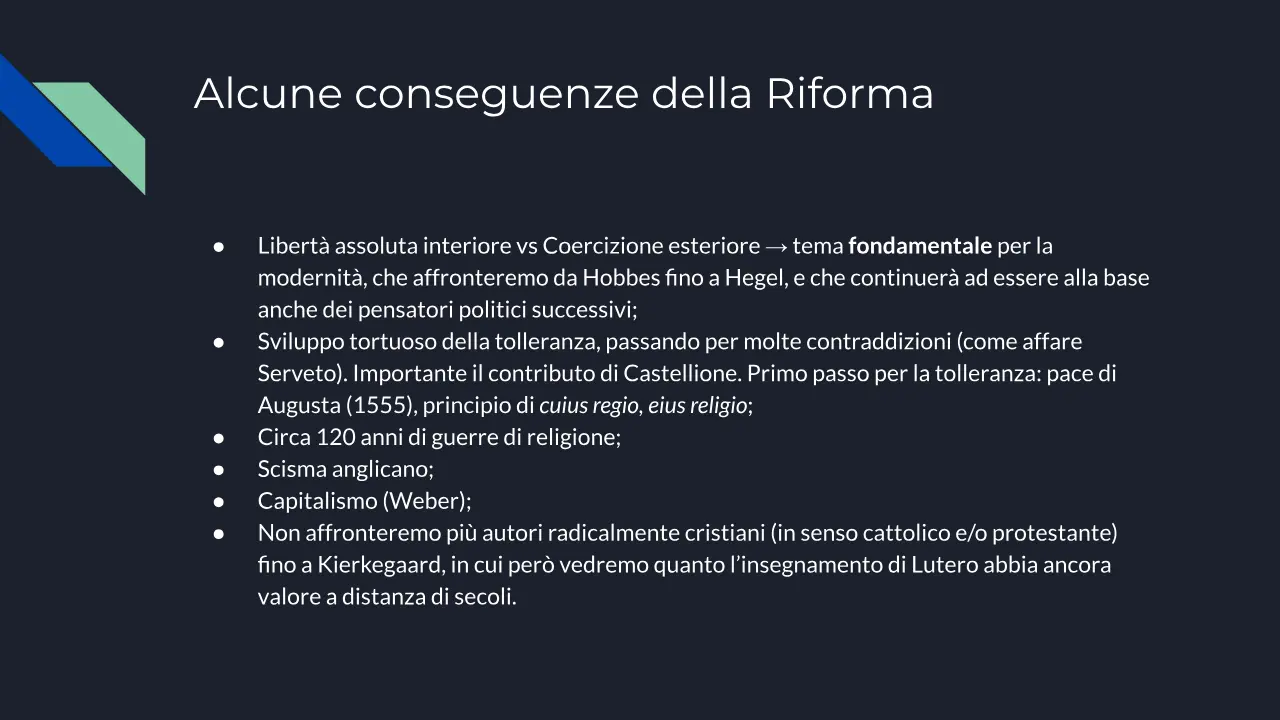 Alcune conseguenze della Riforma
● Libertà assoluta interiore vs Coercizione esteriore → tema fondamentale per la
modernità, che affronteremo da Hobbes fino a Hegel, e che continuerà ad essere alla base
anche dei pensatori politici successivi;
● Sviluppo tortuoso della tolleranza, passando per molte contraddizioni (come affare
Serveto). Importante il contributo di Castellione. Primo passo per la tolleranza: pace di
Augusta (1555), principio di cuius regio, eius religio;
● Circa 120 anni di guerre di religione;
● Scisma anglicano;
● Capitalismo (Weber);
● Non affronteremo più autori radicalmente cristiani (in senso cattolico e/o protestante)
fino a Kierkegaard, in cui però vedremo quanto l’insegnamento di Lutero abbia ancora
valore a distanza di secoli.